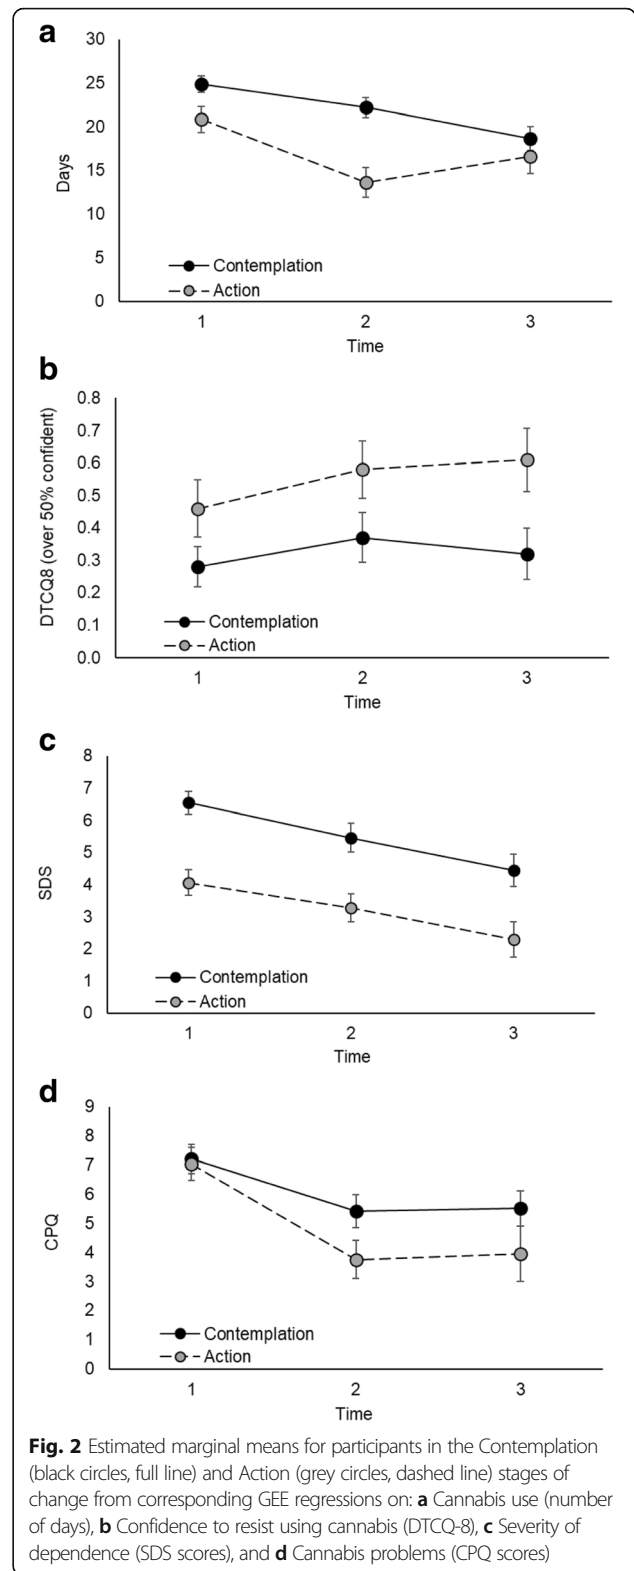 a
30
25
20
15
10
5
0
Days
Contemplation
Action
1 2 3
Time
b
0.8
0.7
0.6
0.5
0.4
0.3
0.2
0.1
0.0
DTCQ8 (over 50% confident)
Contemplation
Action
1 2 3
Time
c
8
7
6
5
4
3
2
1
0
SDS
Contemplation
Action
1 2 3
Time
d
9
8
7
6
5
4
3
2
1
0
CPQ
Contemplation
Action
1 2 3
Time
Fig. 2 Estimated marginal means for participants in the Contemplation
(black circles, full line) and Action (grey circles, dashed line) stages of
change from corresponding GEE regressions on: a Cannabis use (number
of days), b Confidence to resist using cannabis (DTCQ-8), c Severity of
dependence (SDS scores), and d Cannabis problems (CPQ scores)